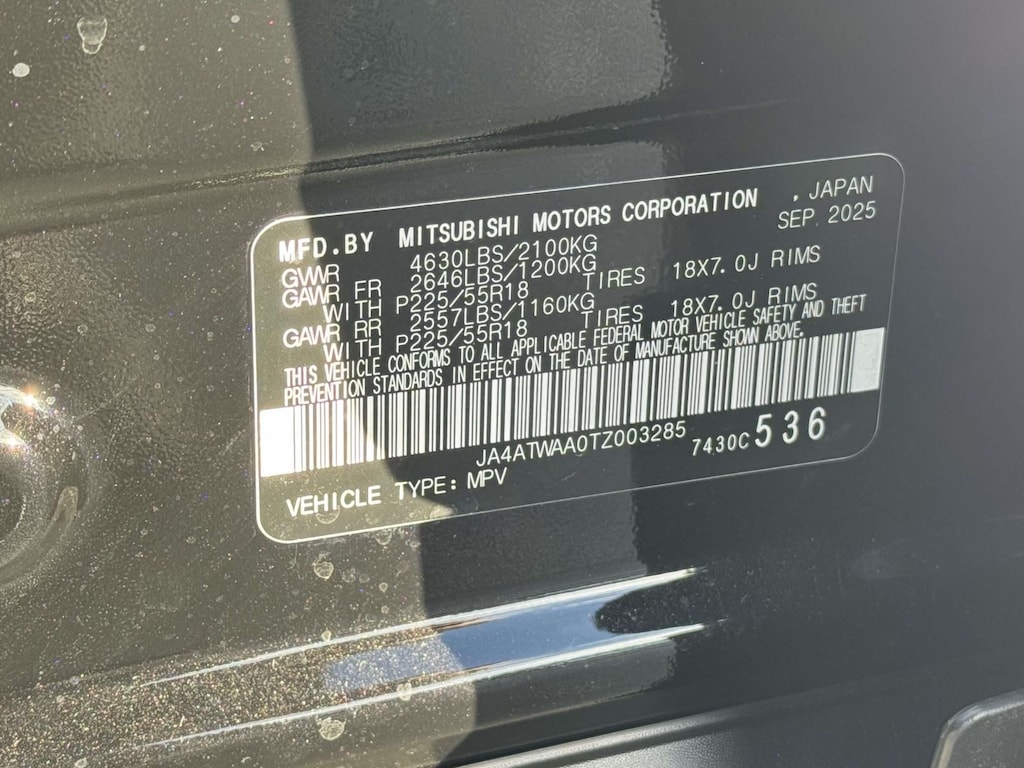 MFD.BY MITSUBISHI MOTORS CORPORATION , JAPAN
SEP. 2025
GVWR 4630LBS/2100KG
GAWR FR 2646LBS/1200KG
WITH P225/55R18 TIRES 18X7.0J RIMS
GAWR RR 2557LBS/1160KG
WITH P225/55R18 TIRES 18X7.0J RIMS
THIS VEHICLE CONFORMS TO ALL APPLICABLE FEDERAL MOTOR VEHICLE SAFETY AND THEFT
PREVENTION STANDARDS IN EFFECT ON THE DATE OF MANUFACTURE SHOWN ABOVE.
JA4ATWAA0TZ003285 7430C 536
VEHICLE TYPE: MPV